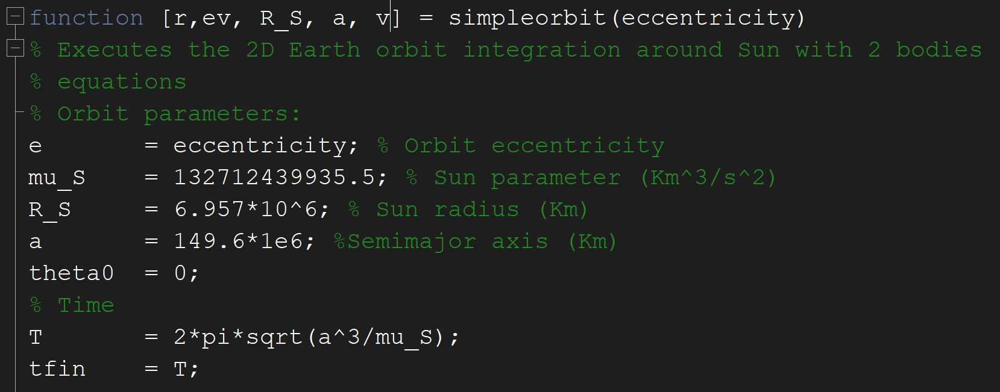 function [r,ev, R_S, a, v] = simpleorbit(eccentricity)
% Executes the 2D Earth orbit integration around Sun with 2 bodies
% equations
% Orbit parameters:
e       = eccentricity; % Orbit eccentricity
mu_S    = 132712439935.5; % Sun parameter (Km^3/s^2)
R_S     = 6.957*10^6; % Sun radius (Km)
a       = 149.6*1e6; %Semimajor axis (Km)
theta0  = 0;
% Time
T       = 2*pi*sqrt(a^3/mu_S);
tfin    = T;